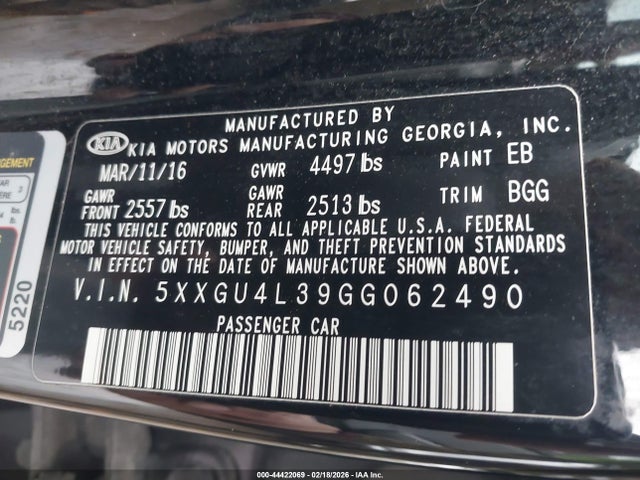 MANUFACTURED BY
KIA KIA MOTORS MANUFACTURING GEORGIA, INC.
MAR/11/16 GVWR 4497 lbs PAINT EB
GAWR FRONT 2557 lbs GAWR REAR 2513 lbs TRIM BGG
THIS VEHICLE CONFORMS TO ALL APPLICABLE U.S.A. FEDERAL
MOTOR VEHICLE SAFETY, BUMPER, AND THEFT PREVENTION STANDARDS
IN EFFECT ON THE DATE OF MANUFACTURE SHOWN ABOVE.
V.I.N. 5XXGU4L39GG062490
PASSENGER CAR
5220
000-44422069 - 02/18/2026 - IAA Inc.